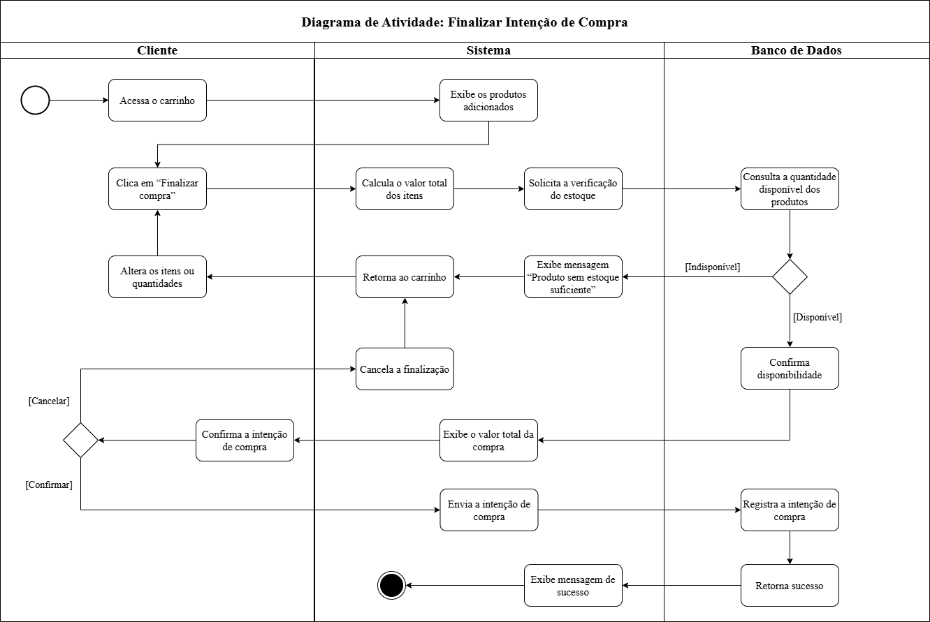 Diagrama de Atividade: Finalizar Intenção de Compra
Cliente
Sistema
Banco de Dados
Acessa o carrinho
Exibe os produtos
adicionados
Clica em “Finalizar
compra”
Calcula o valor total
dos itens
Solicita a verificação
do estoque
Consulta a quantidade
disponível dos
produtos
Altera os itens ou
quantidades
Retorna ao carrinho
Exibe mensagem
“Produto sem estoque
suficiente”
[Indisponível]
[Disponível]
Cancela a finalização
Confirma
disponibilidade
[Cancelar]
Confirma a intenção
de compra
Exibe o valor total da
compra
[Confirmar]
Envia a intenção de
compra
Registra a intenção de
compra
Exibe mensagem de
sucesso
Retorna sucesso